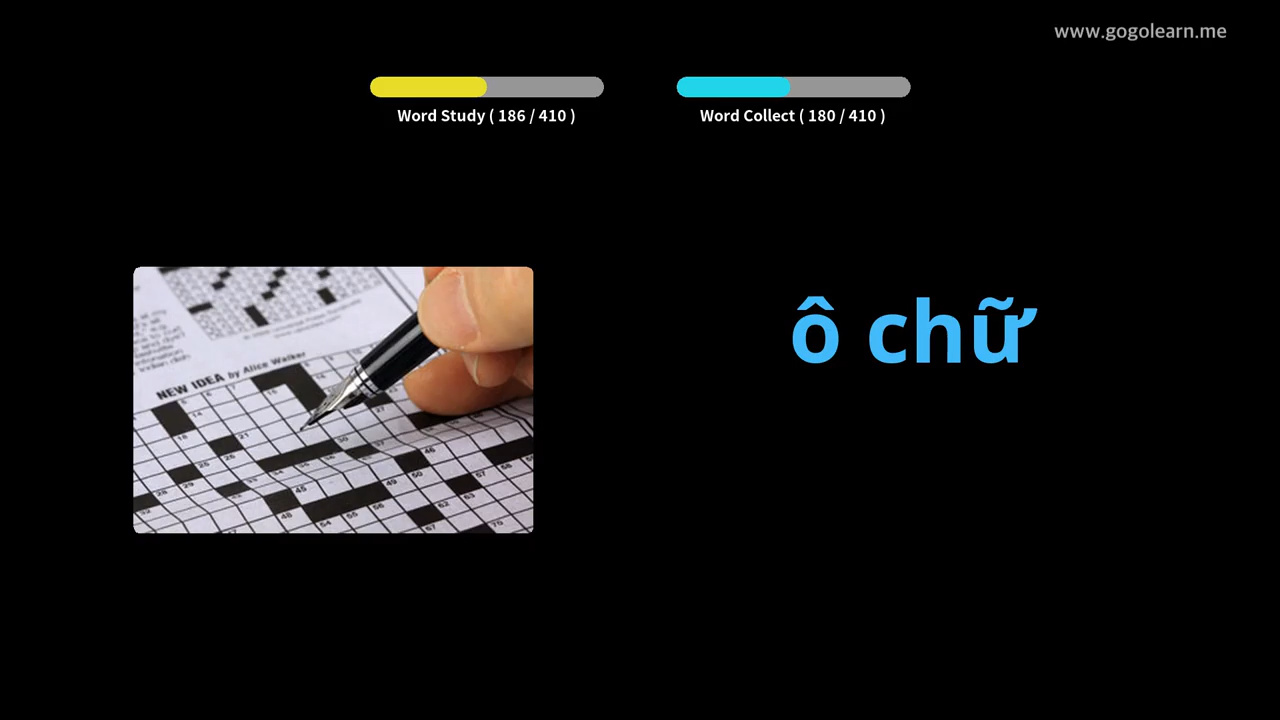 www.gogolearn.me
Word Study ( 186 / 410 )
Word Collect ( 180 / 410 )
ô chữ
NEW IDEA by Alice Walker